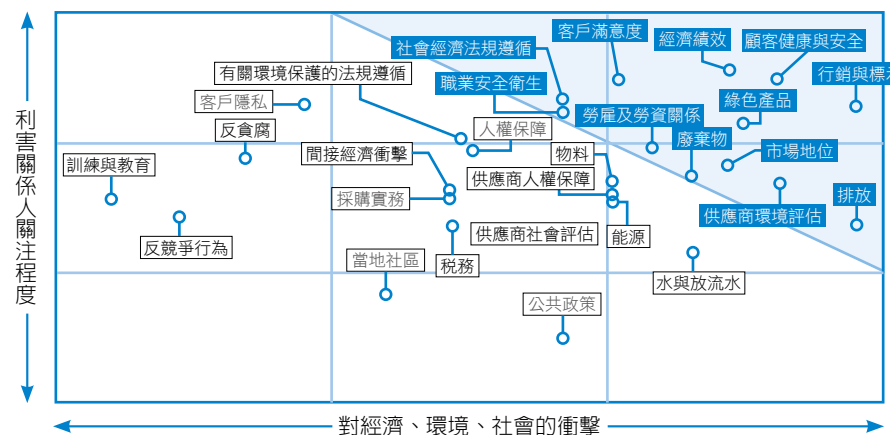 客戶滿意度
社會經濟法規遵循
經濟績效
顧客健康與安全
有關環境保護的法規遵循
職業安全衛生
行銷與標
客戶隱私
綠色產品
勞雇及勞資關係
反貪腐
人權保障
廢棄物
訓練與教育
間接經濟衝擊
物料
市場地位
供應商人權保障
採購實務
排放
供應商環境評估
反競爭行為
供應商社會評估
能源
當地社區
稅務
水與放流水
公共政策
利害關係人關注程度
對經濟、環境、社會的衝擊